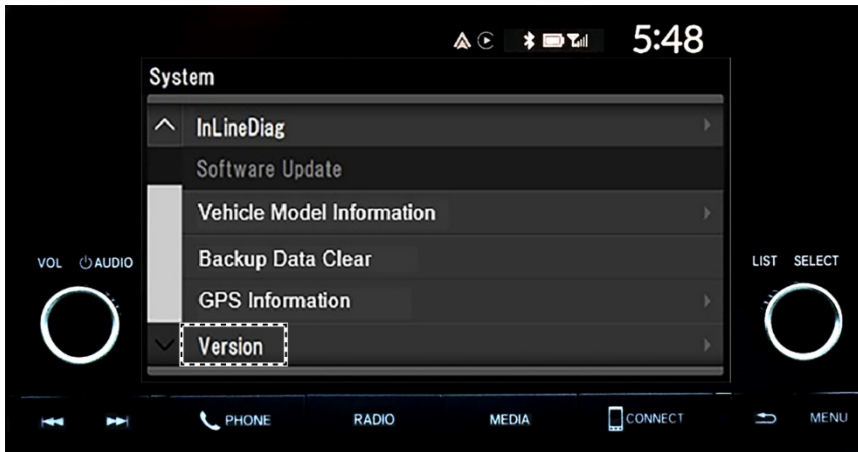 5:48
System
InLineDiag
Software Update
Vehicle Model Information
Backup Data Clear
GPS Information
Version
VOL AUDIO
LIST SELECT
PHONE RADIO MEDIA CONNECT MENU